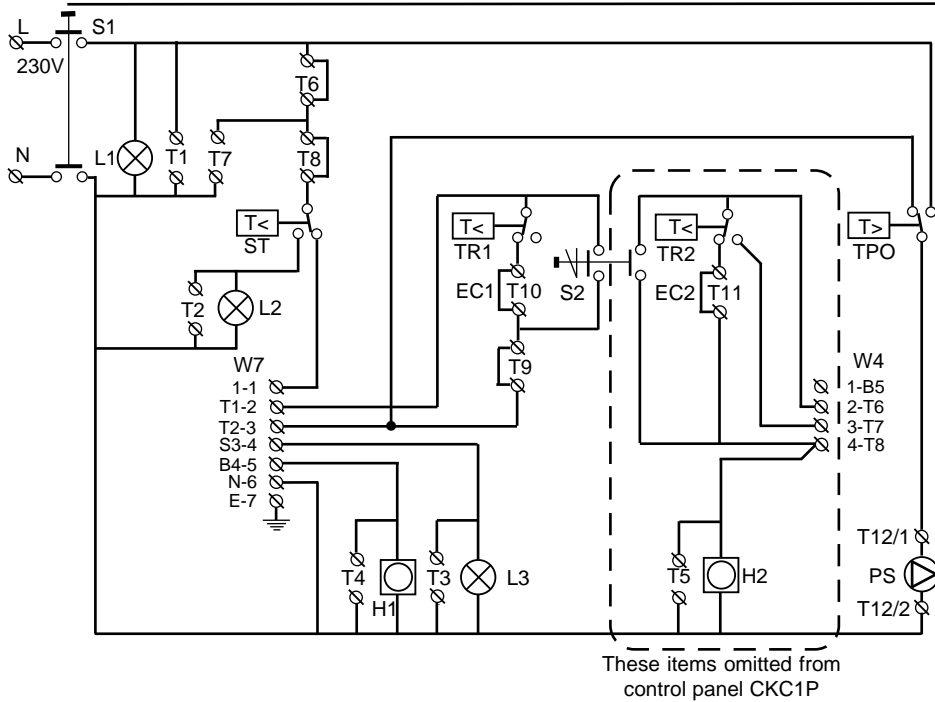 L
S1
230V
T6
N
L1
T1
T7
T8
T<
ST
T<
TR1
T<
TR2
T>
TPO
EC1
T10
S2
EC2
T11
T2
L2
T9
W7
W4
1-1
1-B5
T1-2
2-T6
T2-3
3-T7
S3-4
4-T8
B4-5
N-6
E-7
T12/1
T4
H1
T3
L3
T5
H2
PS
T12/2
These items omitted from
control panel CKC1P